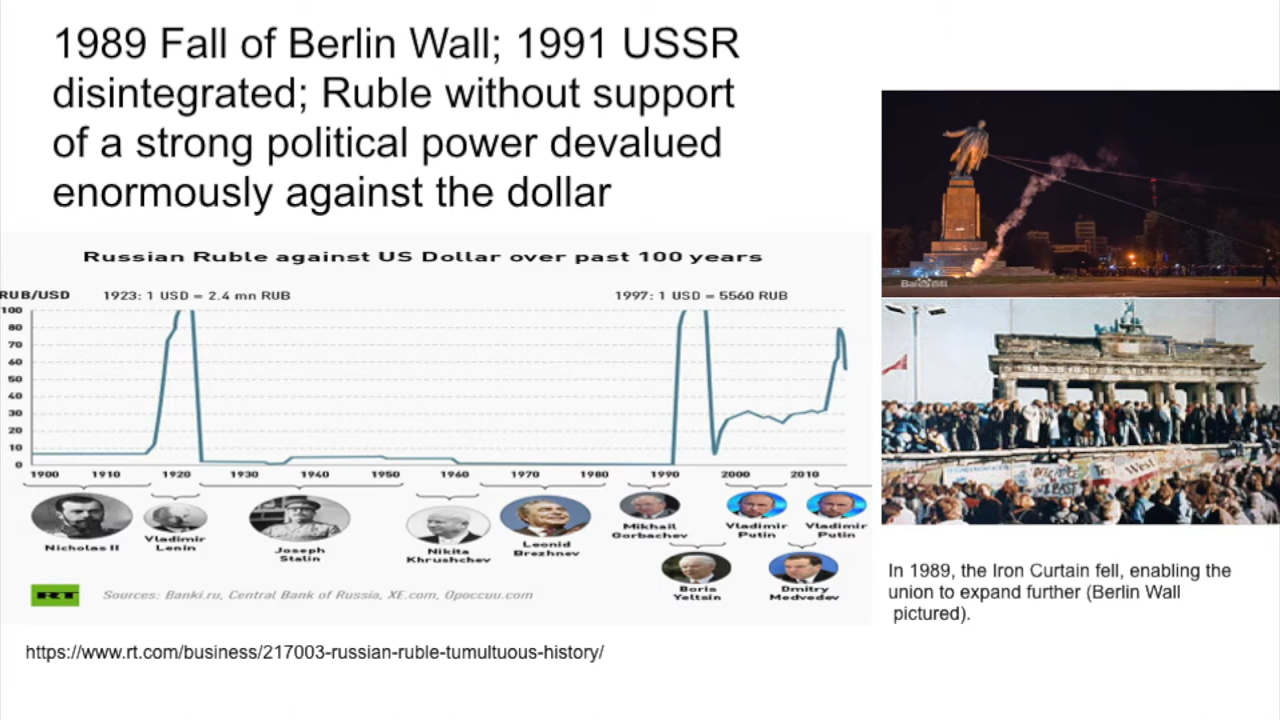 1989 Fall of Berlin Wall; 1991 USSR
disintegrated; Ruble without support
of a strong political power devalued
enormously against the dollar
Russian Ruble against US Dollar over past 100 years
RUB/USD 1923: 1 USD = 2.4 mn RUB 1997: 1 USD = 5560 RUB
100
80
70
60
50
40
30
20
10
0
1900 1910 1920 1930 1940 1950 1960 1970 1980 1990 2000 2010
Nicholas II
Vladimir
Lenin
Joseph
Stalin
Nikita
Khrushchev
Leonid
Brezhnev
Mikhail
Gorbachev
Vladimir
Putin
Vladimir
Putin
Boris
Yeltsin
Dmitry
Medvedev
RT Sources: Banki.ru, Central Bank of Russia, XE.com, Opoccuu.com
https://www.rt.com/business/217003-russian-ruble-tumultuous-history/
Bai百科
In 1989, the Iron Curtain fell, enabling the
union to expand further (Berlin Wall
pictured).